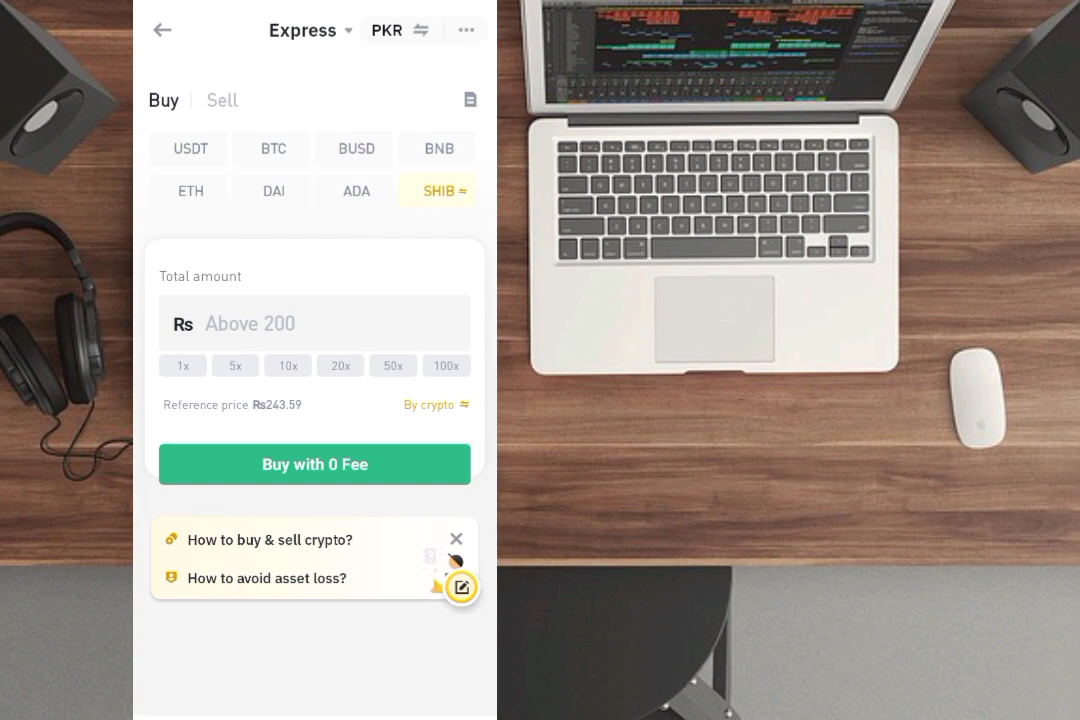 Express PKR
Buy Sell
USDT BTC BUSD BNB
ETH DAI ADA SHIB
Total amount
Rs Above 200
1x 5x 10x 20x 50x 100x
Reference price Rs243.59 By crypto
Buy with 0 Fee
How to buy & sell crypto?
How to avoid asset loss?